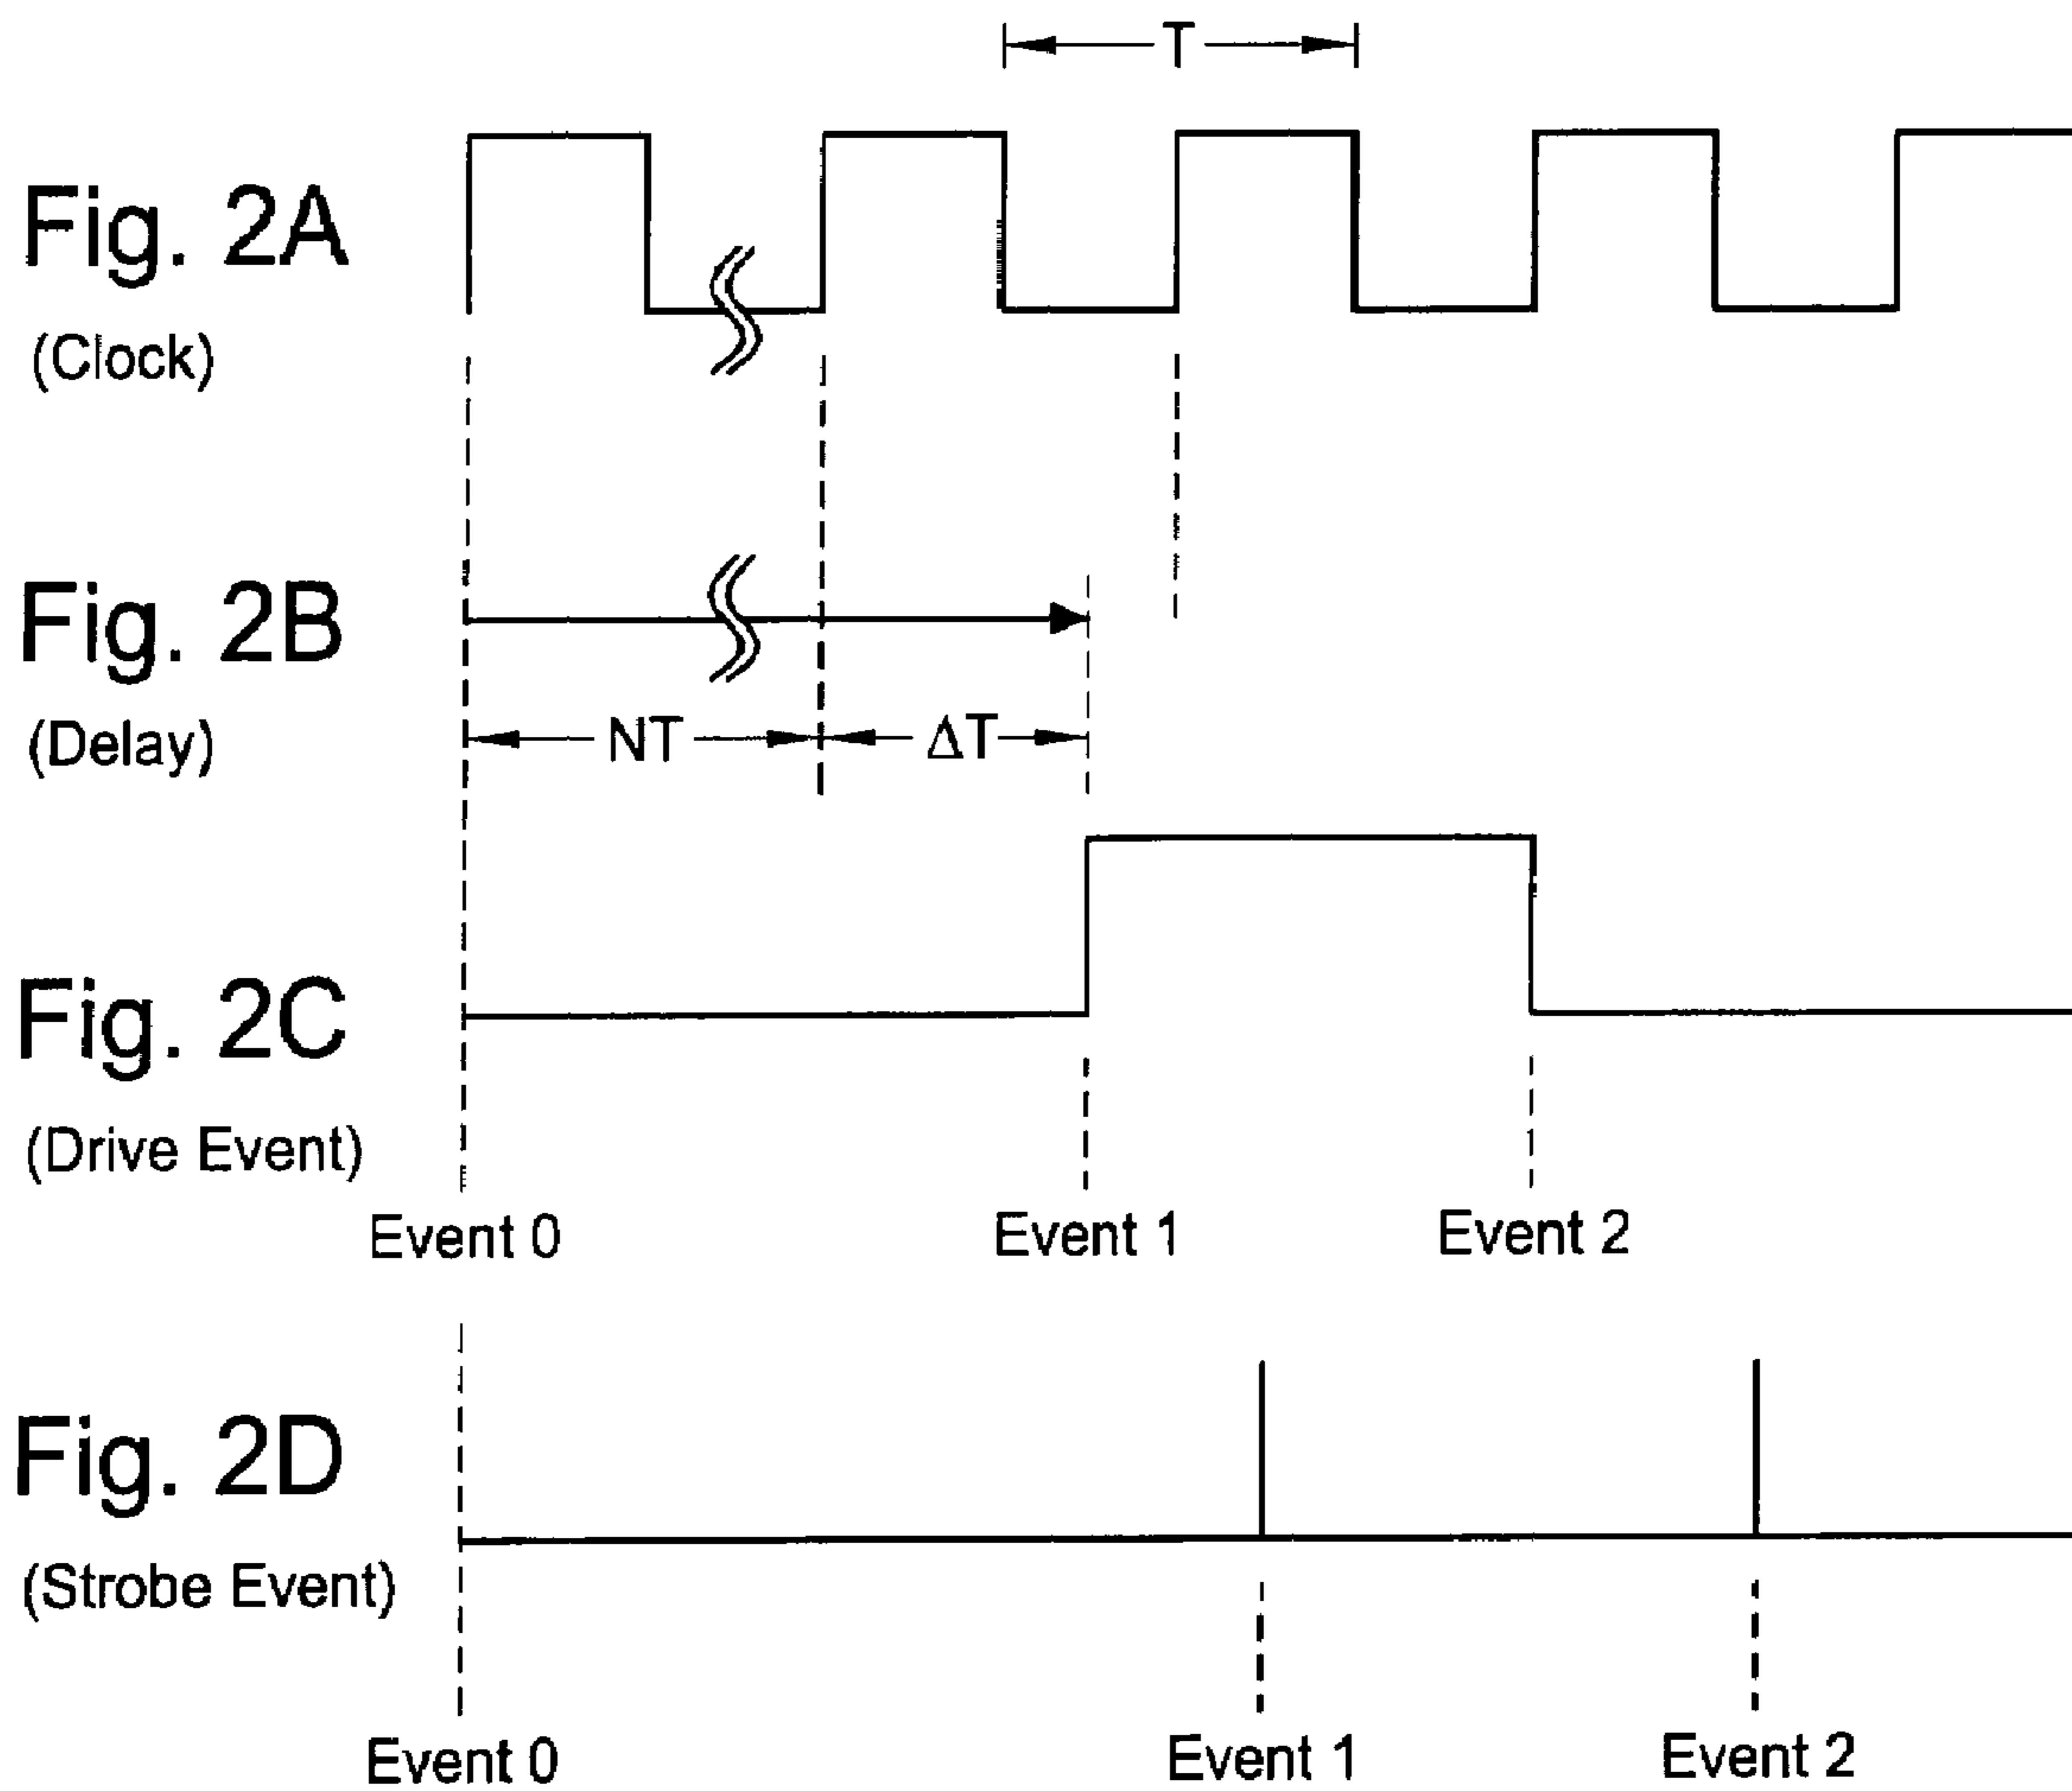 T
Fig. 2A
(Clock)
Fig. 2B
(Delay)
NT
ΔT
Fig. 2C
(Drive Event)
Event 0
Event 1
Event 2
Fig. 2D
(Strobe Event)
Event 0
Event 1
Event 2